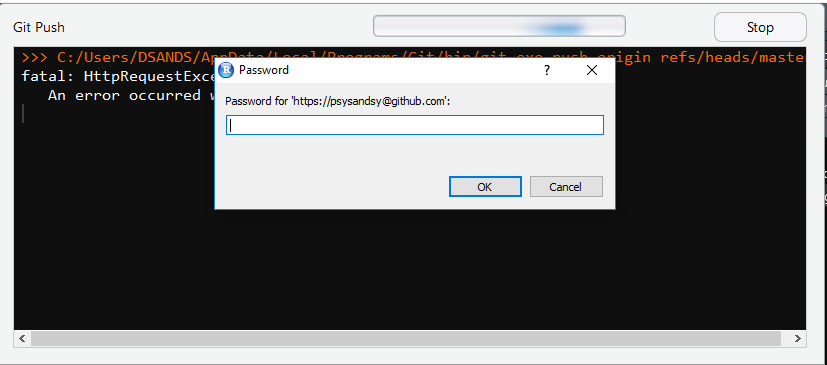 Git Push
Stop
>>> C:/Users/DSANDS/AppData/Local/Programs/Git/bin/git.exe push origin refs/heads/maste
fatal: HttpRequestExce
An error occurred w
Password
?
Password for 'https://psysandsy@github.com':
OK
Cancel